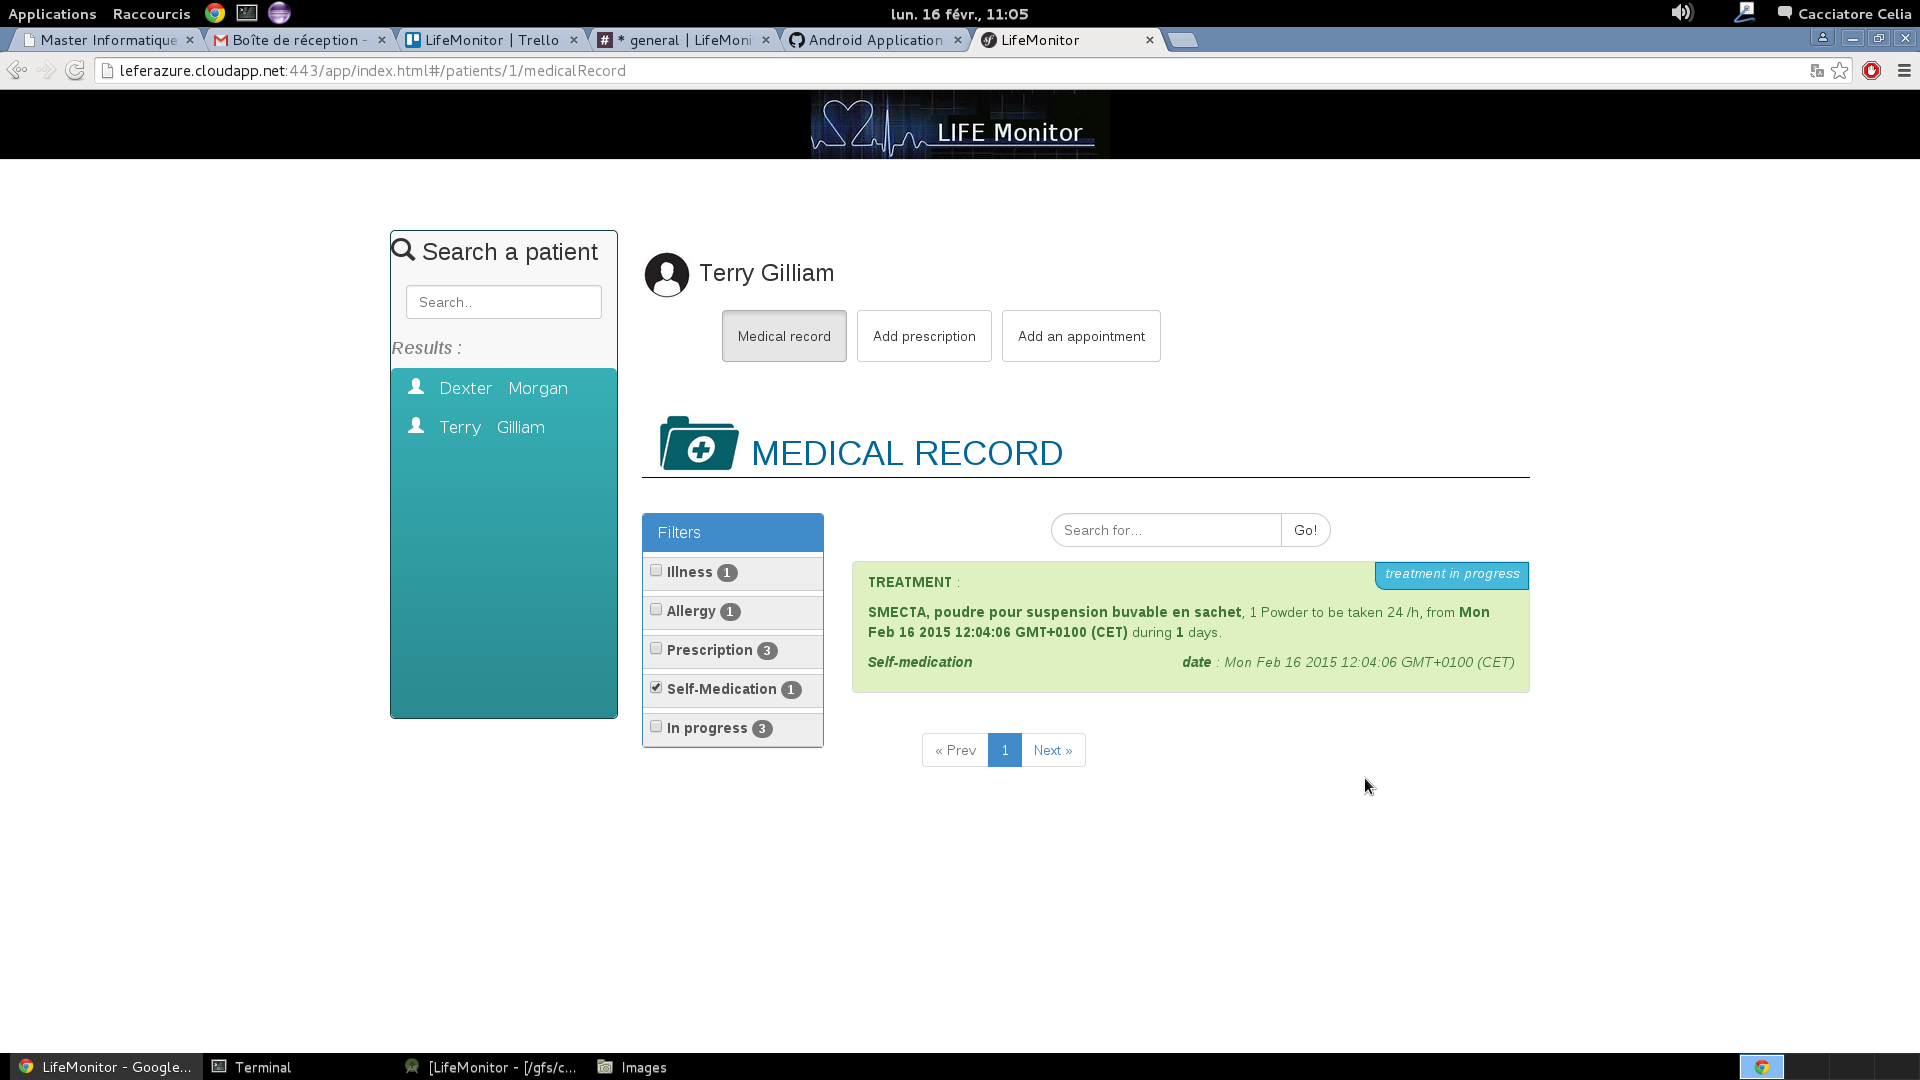 Applications Raccourcis lun. 16 févr., 11:05 Cacciatore Celia
Master Informatique Boîte de réception - LifeMonitor | Trello * general | LifeMoni Android Application LifeMonitor
leferazure.cloudapp.net:443/app/index.html#/patients/1/medicalRecord
LIFE Monitor
Search a patient
Search..
Results :
Dexter Morgan
Terry Gilliam
Terry Gilliam
Medical record Add prescription Add an appointment
MEDICAL RECORD
Filters
Illness 1
Allergy 1
Prescription 3
Self-Medication 1
In progress 3
Search for... Go!
treatment in progress
TREATMENT :
SMECTA, poudre pour suspension buvable en sachet, 1 Powder to be taken 24 /h, from Mon
Feb 16 2015 12:04:06 GMT+0100 (CET) during 1 days.
Self-medication date : Mon Feb 16 2015 12:04:06 GMT+0100 (CET)
« Prev 1 Next »
LifeMonitor - Google... Terminal [LifeMonitor - [/gfs/c... Images